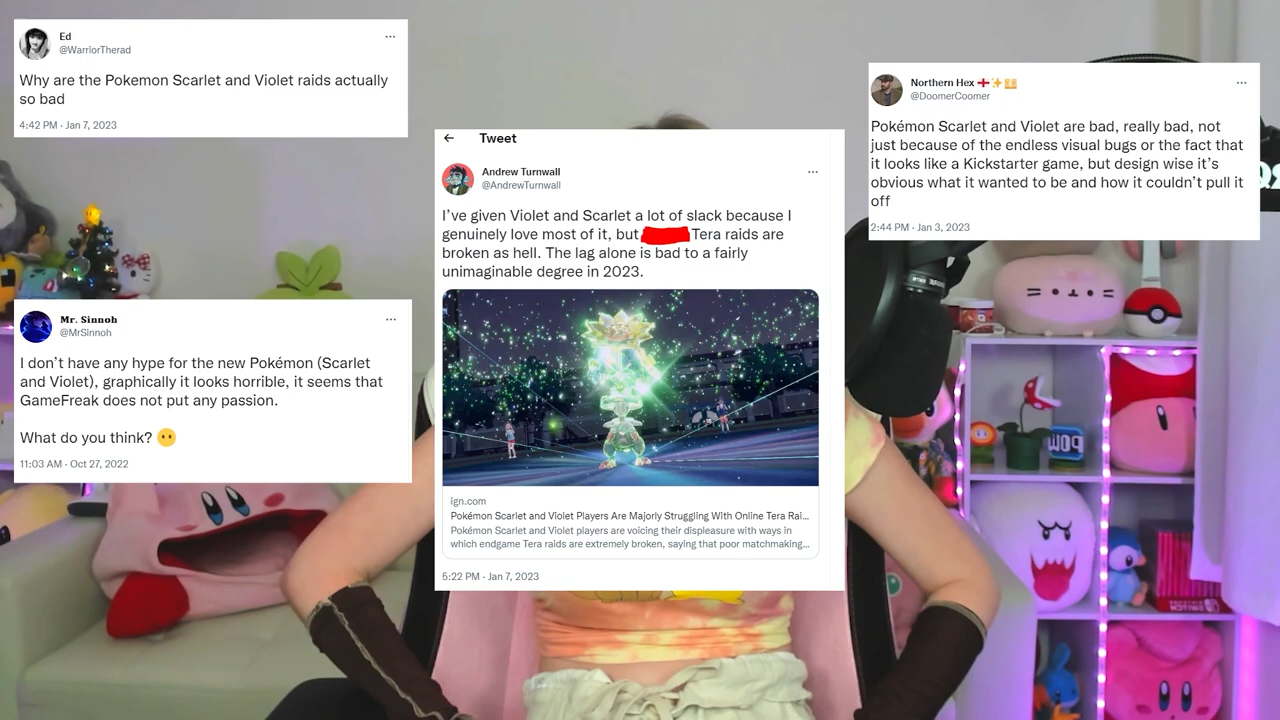 Ed
@WarriorTherad
Why are the Pokemon Scarlet and Violet raids actually
so bad
4:42 PM · Jan 7, 2023
Mr. Sinnoh
@MrSinnoh
I don't have any hype for the new Pokémon (Scarlet
and Violet), graphically it looks horrible, it seems that
GameFreak does not put any passion.
What do you think? 😶
11:03 AM · Oct 27, 2022
← Tweet
Andrew Turnwall
@AndrewTurnwall
I've given Violet and Scarlet a lot of slack because I
genuinely love most of it, but Tera raids are
broken as hell. The lag alone is bad to a fairly
unimaginable degree in 2023.
ign.com
Pokémon Scarlet and Violet Players Are Majorly Struggling With Online Tera Rai...
Pokémon Scarlet and Violet players are voicing their displeasure with ways in
which endgame Tera raids are extremely broken, saying that poor matchmaking...
5:22 PM · Jan 7, 2023
Northern Hex
@DoomerCoomer
Pokémon Scarlet and Violet are bad, really bad, not
just because of the endless visual bugs or the fact that
it looks like a Kickstarter game, but design wise it's
obvious what it wanted to be and how it couldn't pull it
off
2:44 PM · Jan 3, 2023
POW
SWITCH